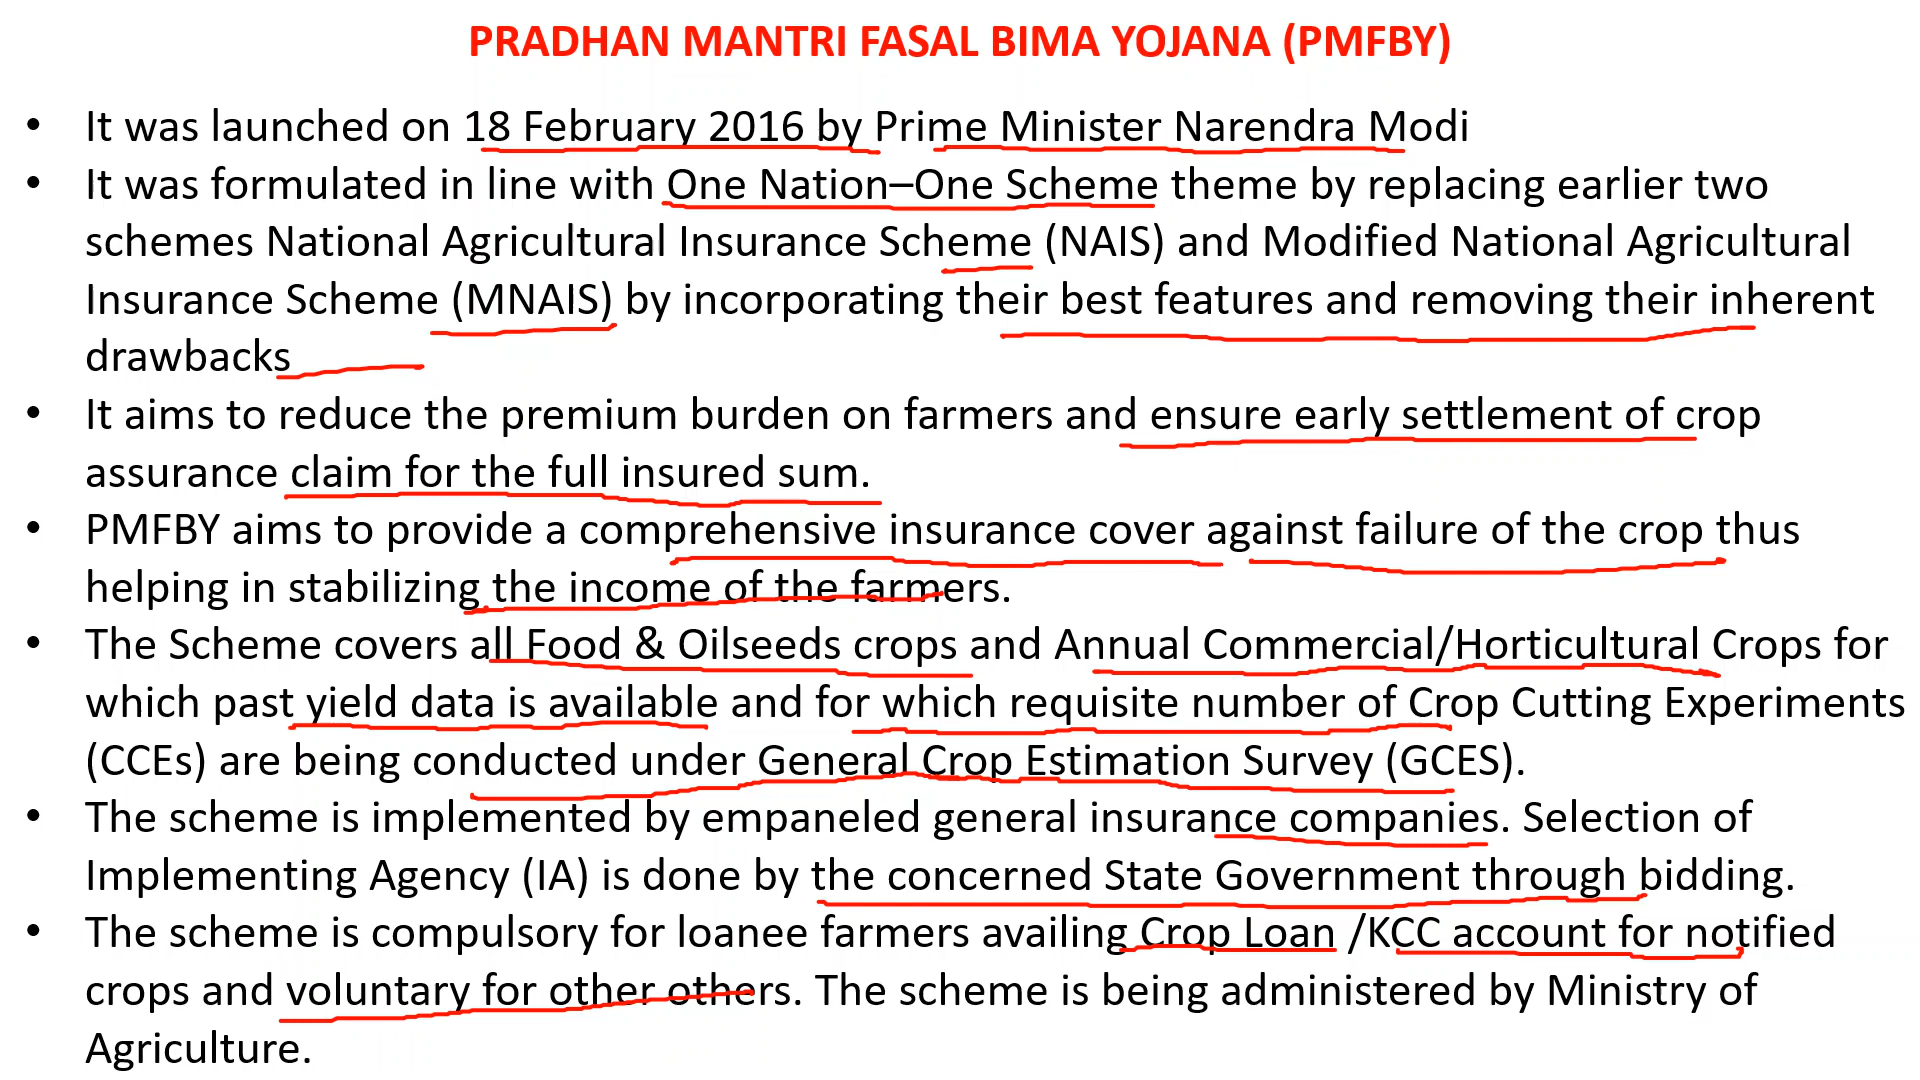 PRADHAN MANTRI FASAL BIMA YOJANA (PMFBY)
• It was launched on 18 February 2016 by Prime Minister Narendra Modi
• It was formulated in line with One Nation–One Scheme theme by replacing earlier two
schemes National Agricultural Insurance Scheme (NAIS) and Modified National Agricultural
Insurance Scheme (MNAIS) by incorporating their best features and removing their inherent
drawbacks
• It aims to reduce the premium burden on farmers and ensure early settlement of crop
assurance claim for the full insured sum.
• PMFBY aims to provide a comprehensive insurance cover against failure of the crop thus
helping in stabilizing the income of the farmers.
• The Scheme covers all Food & Oilseeds crops and Annual Commercial/Horticultural Crops for
which past yield data is available and for which requisite number of Crop Cutting Experiments
(CCEs) are being conducted under General Crop Estimation Survey (GCES).
• The scheme is implemented by empaneled general insurance companies. Selection of
Implementing Agency (IA) is done by the concerned State Government through bidding.
• The scheme is compulsory for loanee farmers availing Crop Loan /KCC account for notified
crops and voluntary for other others. The scheme is being administered by Ministry of
Agriculture.